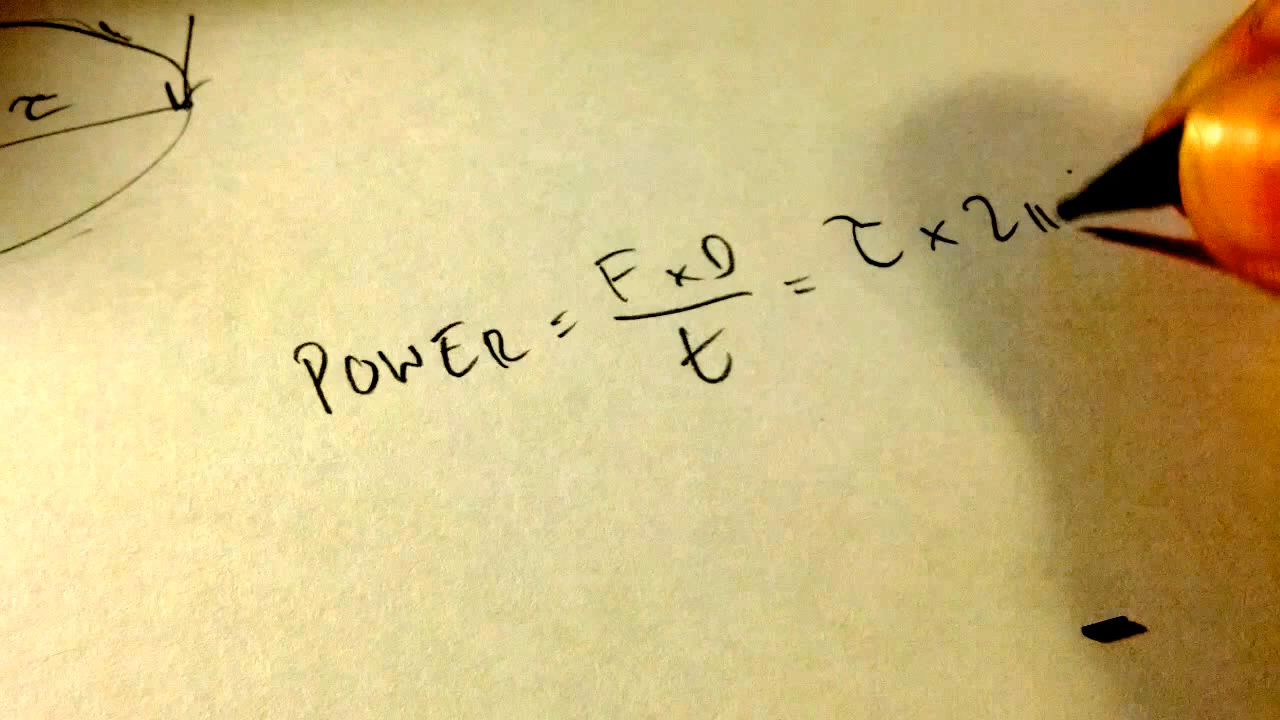 τ
POWER = F x D / t = τ x 2π